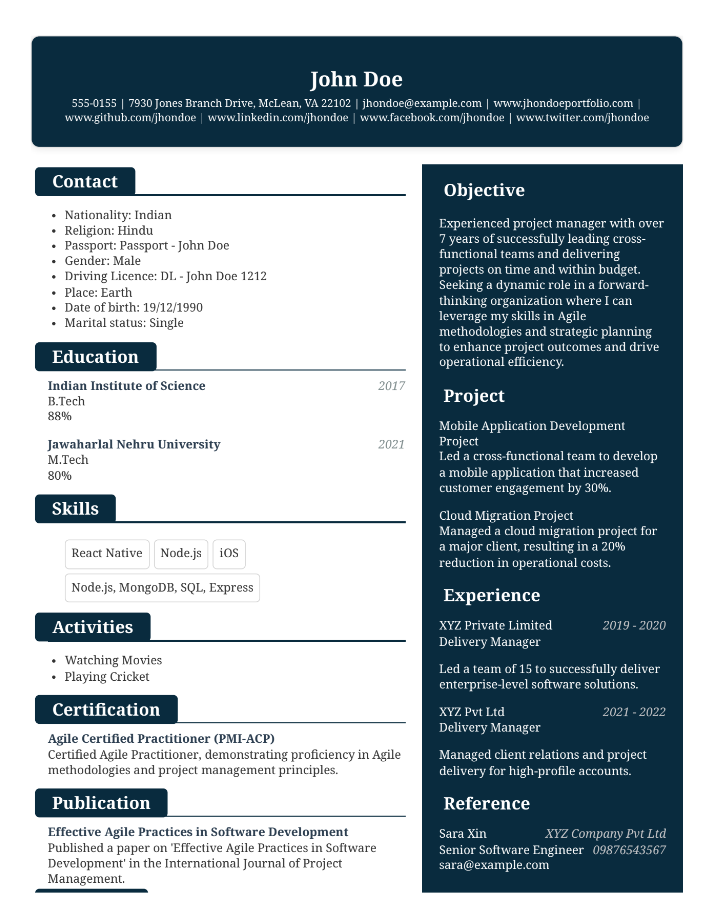 John Doe
555-0155 | 7930 Jones Branch Drive, McLean, VA 22102 | jhondoe@example.com | www.jhondoeportfolio.com |
www.github.com/jhondoe | www.linkedin.com/jhondoe | www.facebook.com/jhondoe | www.twitter.com/jhondoe
Contact
• Nationality: Indian
• Religion: Hindu
• Passport: Passport - John Doe
• Gender: Male
• Driving Licence: DL - John Doe 1212
• Place: Earth
• Date of birth: 19/12/1990
• Marital status: Single
Education
Indian Institute of Science 2017
B.Tech
88%
Jawaharlal Nehru University 2021
M.Tech
80%
Skills
React Native Node.js iOS
Node.js, MongoDB, SQL, Express
Activities
• Watching Movies
• Playing Cricket
Certification
Agile Certified Practitioner (PMI-ACP)
Certified Agile Practitioner, demonstrating proficiency in Agile
methodologies and project management principles.
Publication
Effective Agile Practices in Software Development
Published a paper on 'Effective Agile Practices in Software
Development' in the International Journal of Project
Management.
Objective
Experienced project manager with over
7 years of successfully leading cross-
functional teams and delivering
projects on time and within budget.
Seeking a dynamic role in a forward-
thinking organization where I can
leverage my skills in Agile
methodologies and strategic planning
to enhance project outcomes and drive
operational efficiency.
Project
Mobile Application Development
Project
Led a cross-functional team to develop
a mobile application that increased
customer engagement by 30%.
Cloud Migration Project
Managed a cloud migration project for
a major client, resulting in a 20%
reduction in operational costs.
Experience
XYZ Private Limited 2019 - 2020
Delivery Manager
Led a team of 15 to successfully deliver
enterprise-level software solutions.
XYZ Pvt Ltd 2021 - 2022
Delivery Manager
Managed client relations and project
delivery for high-profile accounts.
Reference
Sara Xin XYZ Company Pvt Ltd
Senior Software Engineer 09876543567
sara@example.com